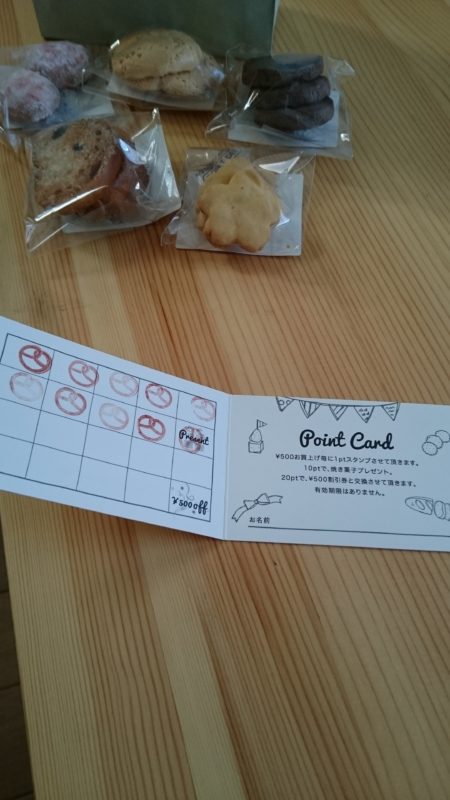 Present
¥500off
Point Card
¥500お買上げ毎に1ptスタンプさせて頂きます。
10ptで、焼き菓子プレゼント。
20ptで、¥500割引券と交換させて頂きます。
有効期限はありません。
お名前